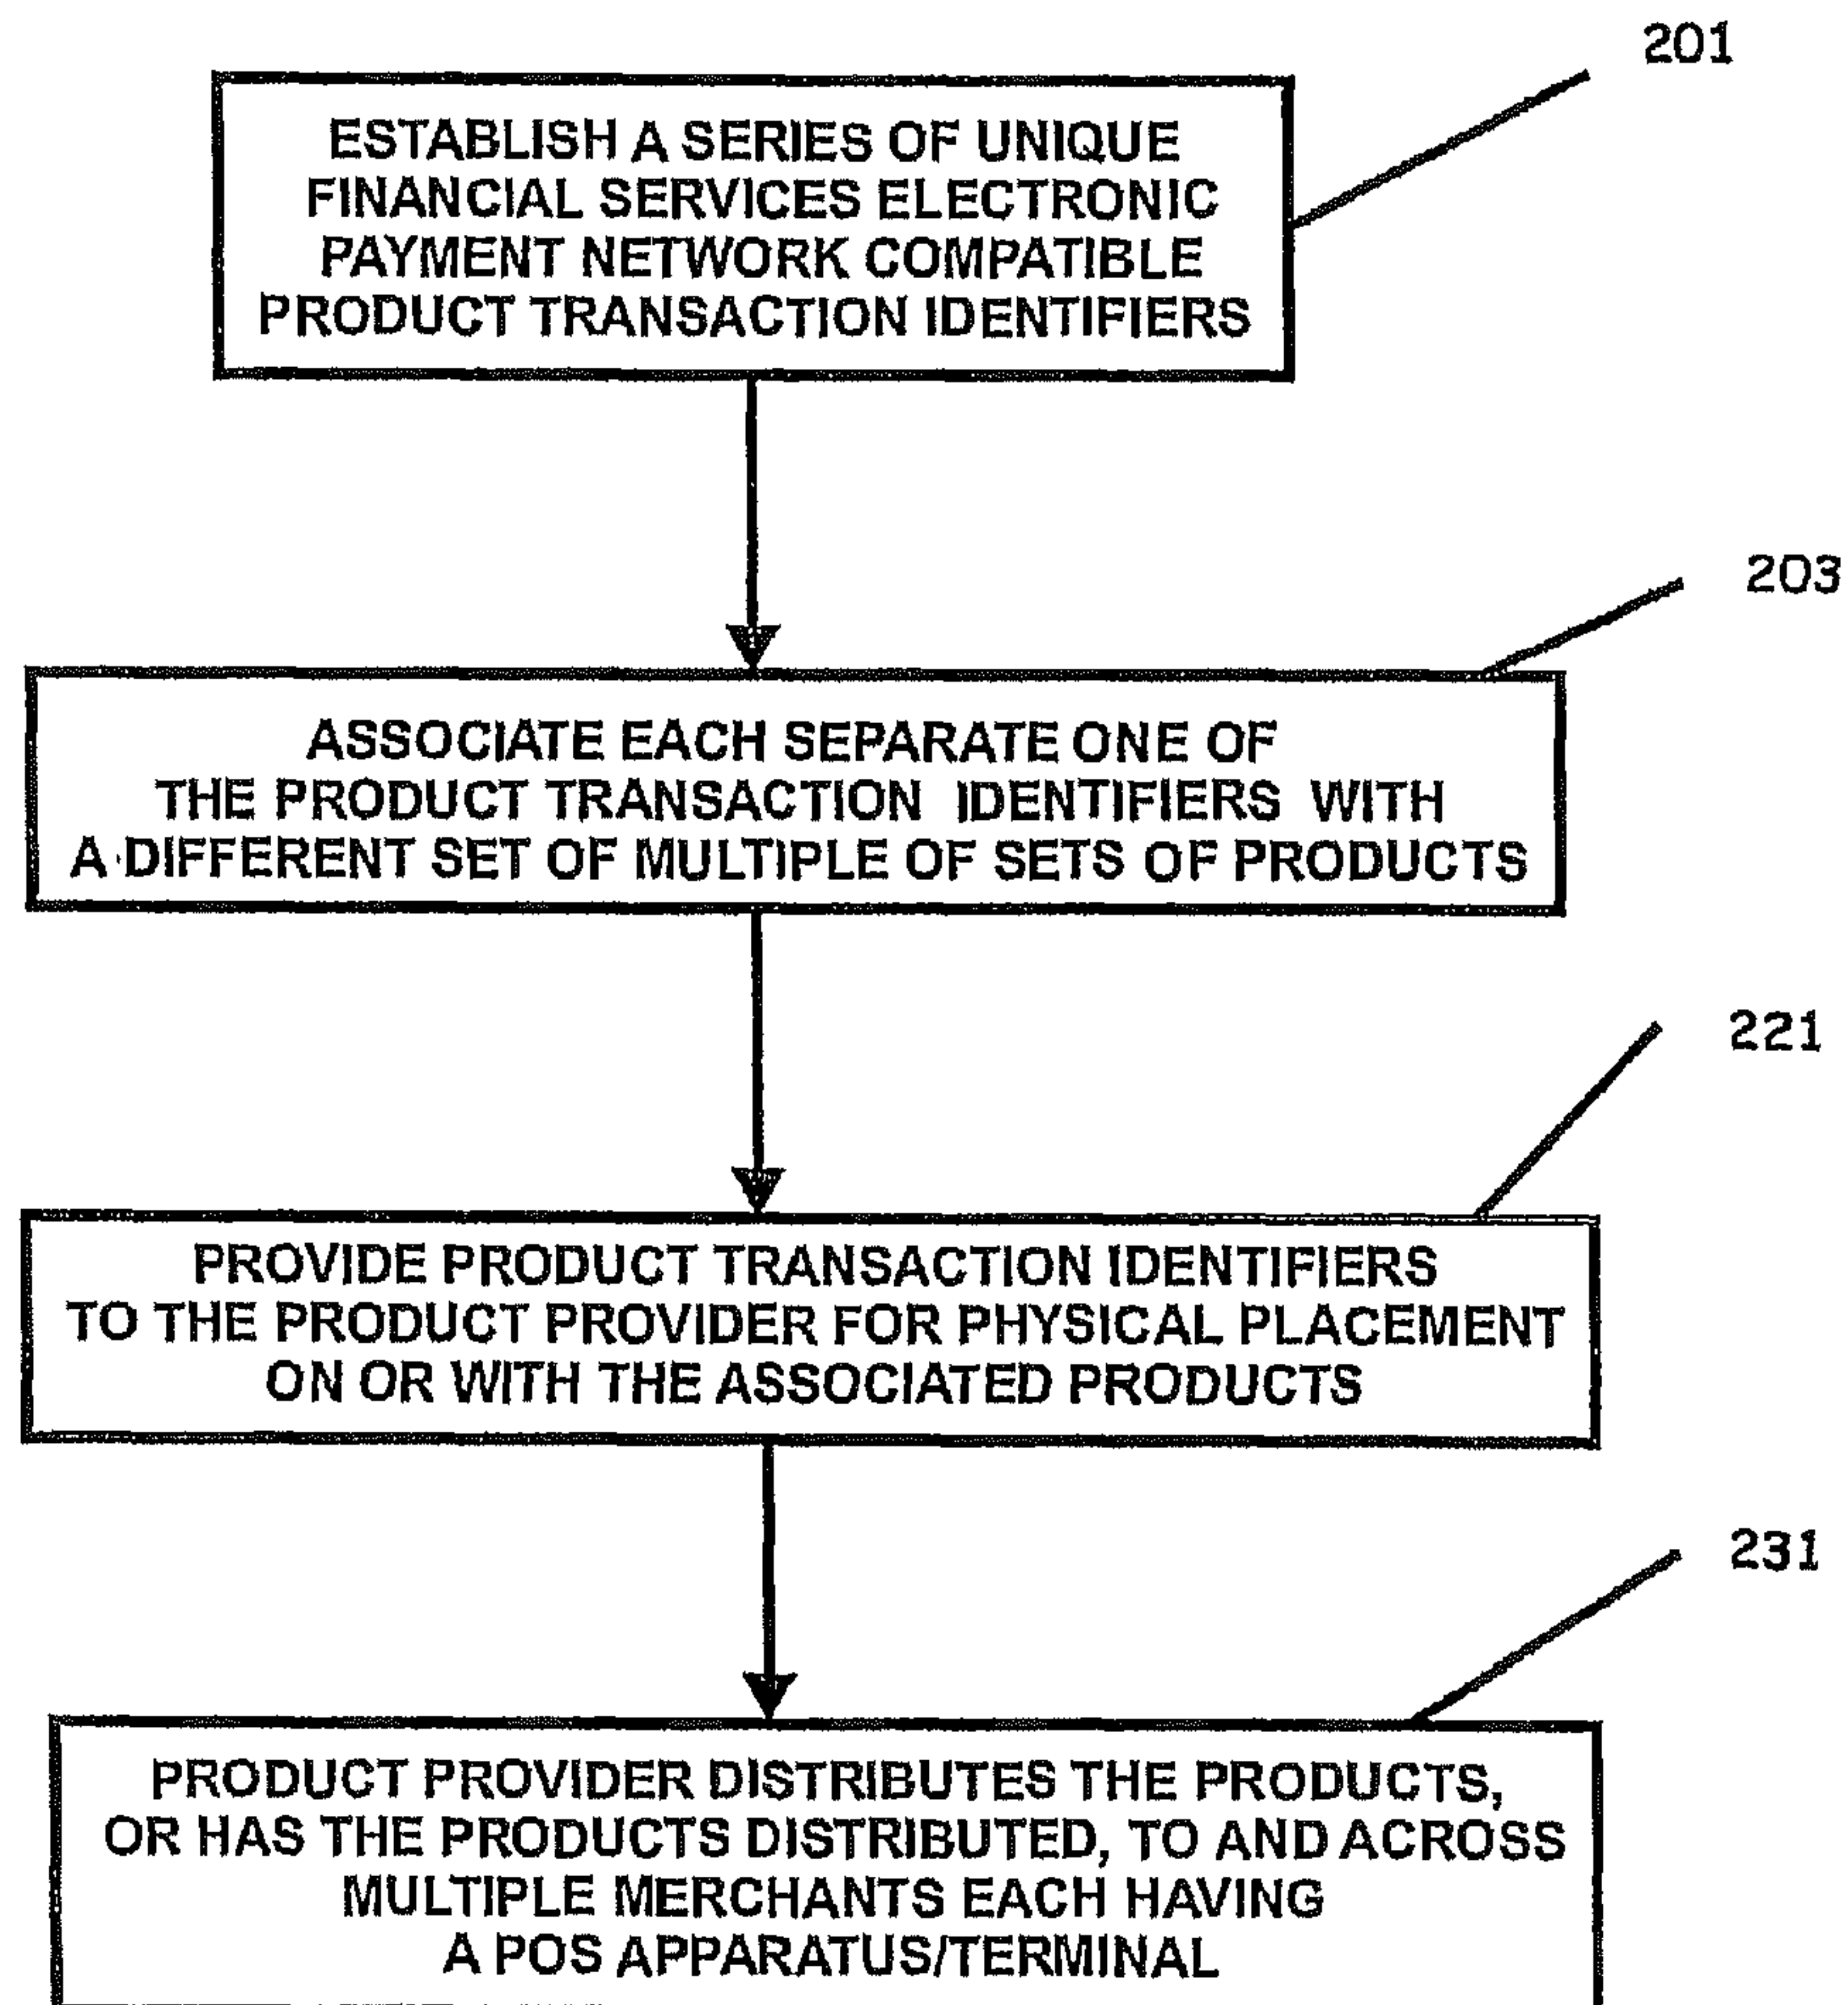 201
ESTABLISH A SERIES OF UNIQUE
FINANCIAL SERVICES ELECTRONIC
PAYMENT NETWORK COMPATIBLE
PRODUCT TRANSACTION IDENTIFIERS
203
ASSOCIATE EACH SEPARATE ONE OF
THE PRODUCT TRANSACTION IDENTIFIERS WITH
A DIFFERENT SET OF MULTIPLE OF SETS OF PRODUCTS
221
PROVIDE PRODUCT TRANSACTION IDENTIFIERS
TO THE PRODUCT PROVIDER FOR PHYSICAL PLACEMENT
ON OR WITH THE ASSOCIATED PRODUCTS
231
PRODUCT PROVIDER DISTRIBUTES THE PRODUCTS,
OR HAS THE PRODUCTS DISTRIBUTED, TO AND ACROSS
MULTIPLE MERCHANTS EACH HAVING
A POS APPARATUS/TERMINAL